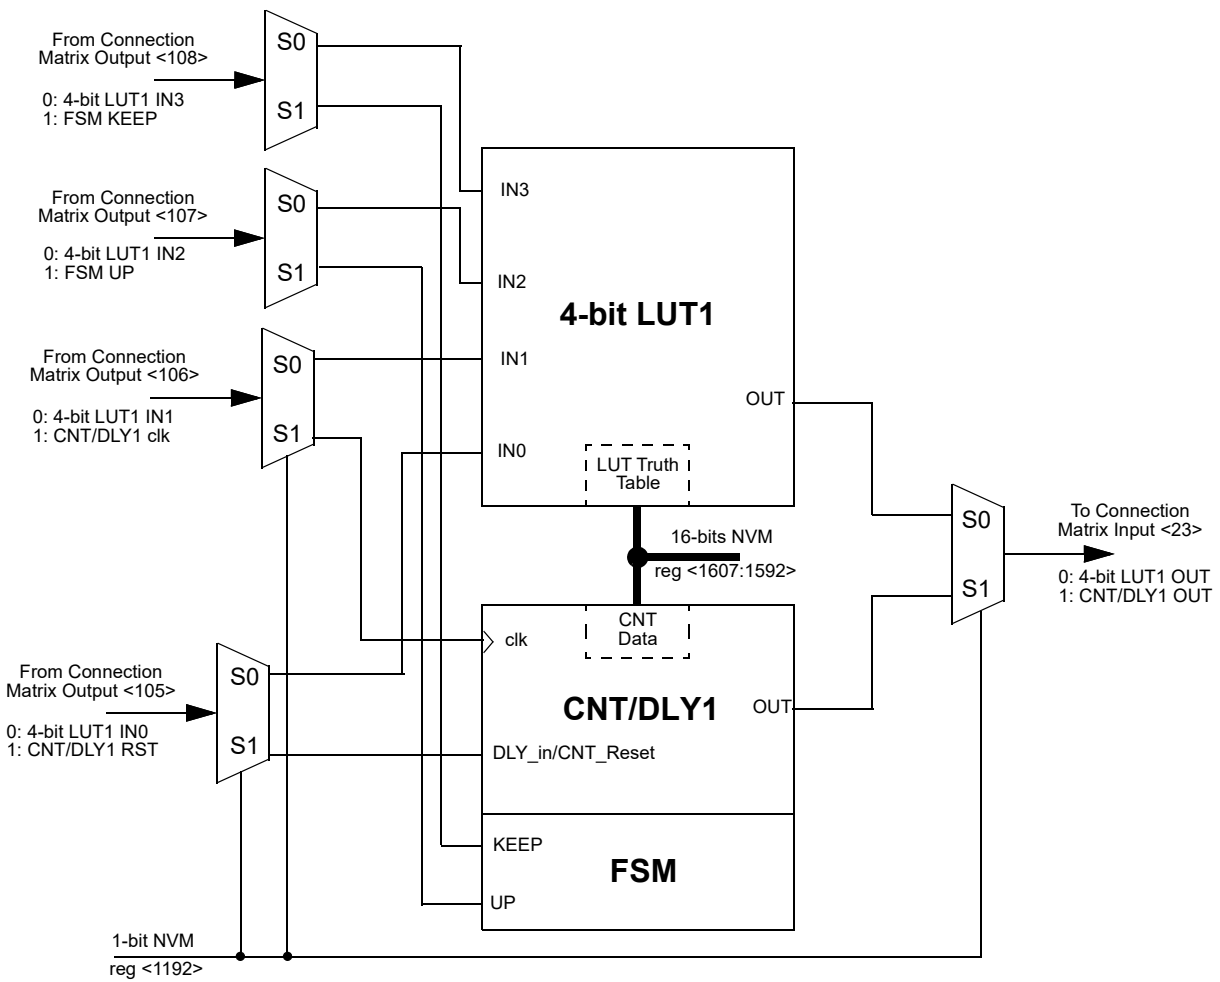 From Connection
Matrix Output <108>
0: 4-bit LUT1 IN3
1: FSM KEEP
S0
S1
From Connection
Matrix Output <107>
0: 4-bit LUT1 IN2
1: FSM UP
S0
S1
From Connection
Matrix Output <106>
0: 4-bit LUT1 IN1
1: CNT/DLY1 clk
S0
S1
From Connection
Matrix Output <105>
0: 4-bit LUT1 IN0
1: CNT/DLY1 RST
S0
S1
IN3
IN2
IN1
IN0
4-bit LUT1
OUT
LUT Truth
Table
16-bits NVM
reg <1607:1592>
CNT
Data
clk
CNT/DLY1
OUT
DLY_in/CNT_Reset
KEEP
FSM
UP
S0
S1
To Connection
Matrix Input <23>
0: 4-bit LUT1 OUT
1: CNT/DLY1 OUT
1-bit NVM
reg <1192>